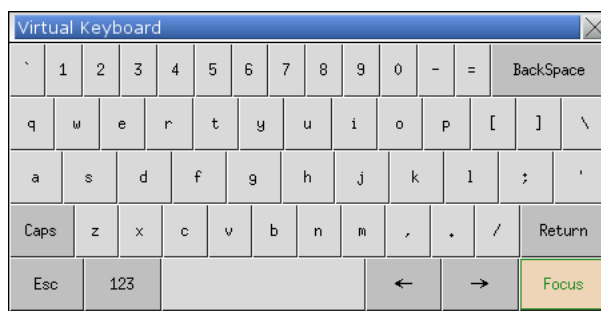 Virtual Keyboard
` 1 2 3 4 5 6 7 8 9 0 - = BackSpace
q w e r t y u i o p [ ] \
a s d f g h j k l ; '
Caps z x c v b n m , . / Return
Esc 123 ← → Focus